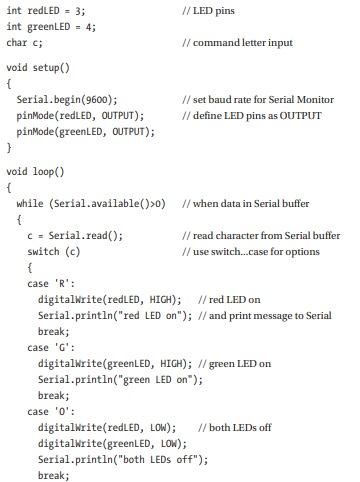 int redLED = 3; // LED pins
int greenLED = 4;
char c; // command letter input
void setup()
{
Serial.begin(9600); // set baud rate for Serial Monitor
pinMode(redLED, OUTPUT); // define LED pins as OUTPUT
pinMode(greenLED, OUTPUT);
}
void loop()
{
while (Serial.available()>0) // when data in Serial buffer
{
c = Serial.read(); // read character from Serial buffer
switch (c) // use switch...case for options
{
case 'R':
digitalWrite(redLED, HIGH); // red LED on
Serial.println("red LED on"); // and print message to Serial
break;
case 'G':
digitalWrite(greenLED, HIGH); // green LED on
Serial.println("green LED on");
break;
case 'O':
digitalWrite(redLED, LOW); // both LEDs off
digitalWrite(greenLED, LOW);
Serial.println("both LEDs off");
break;